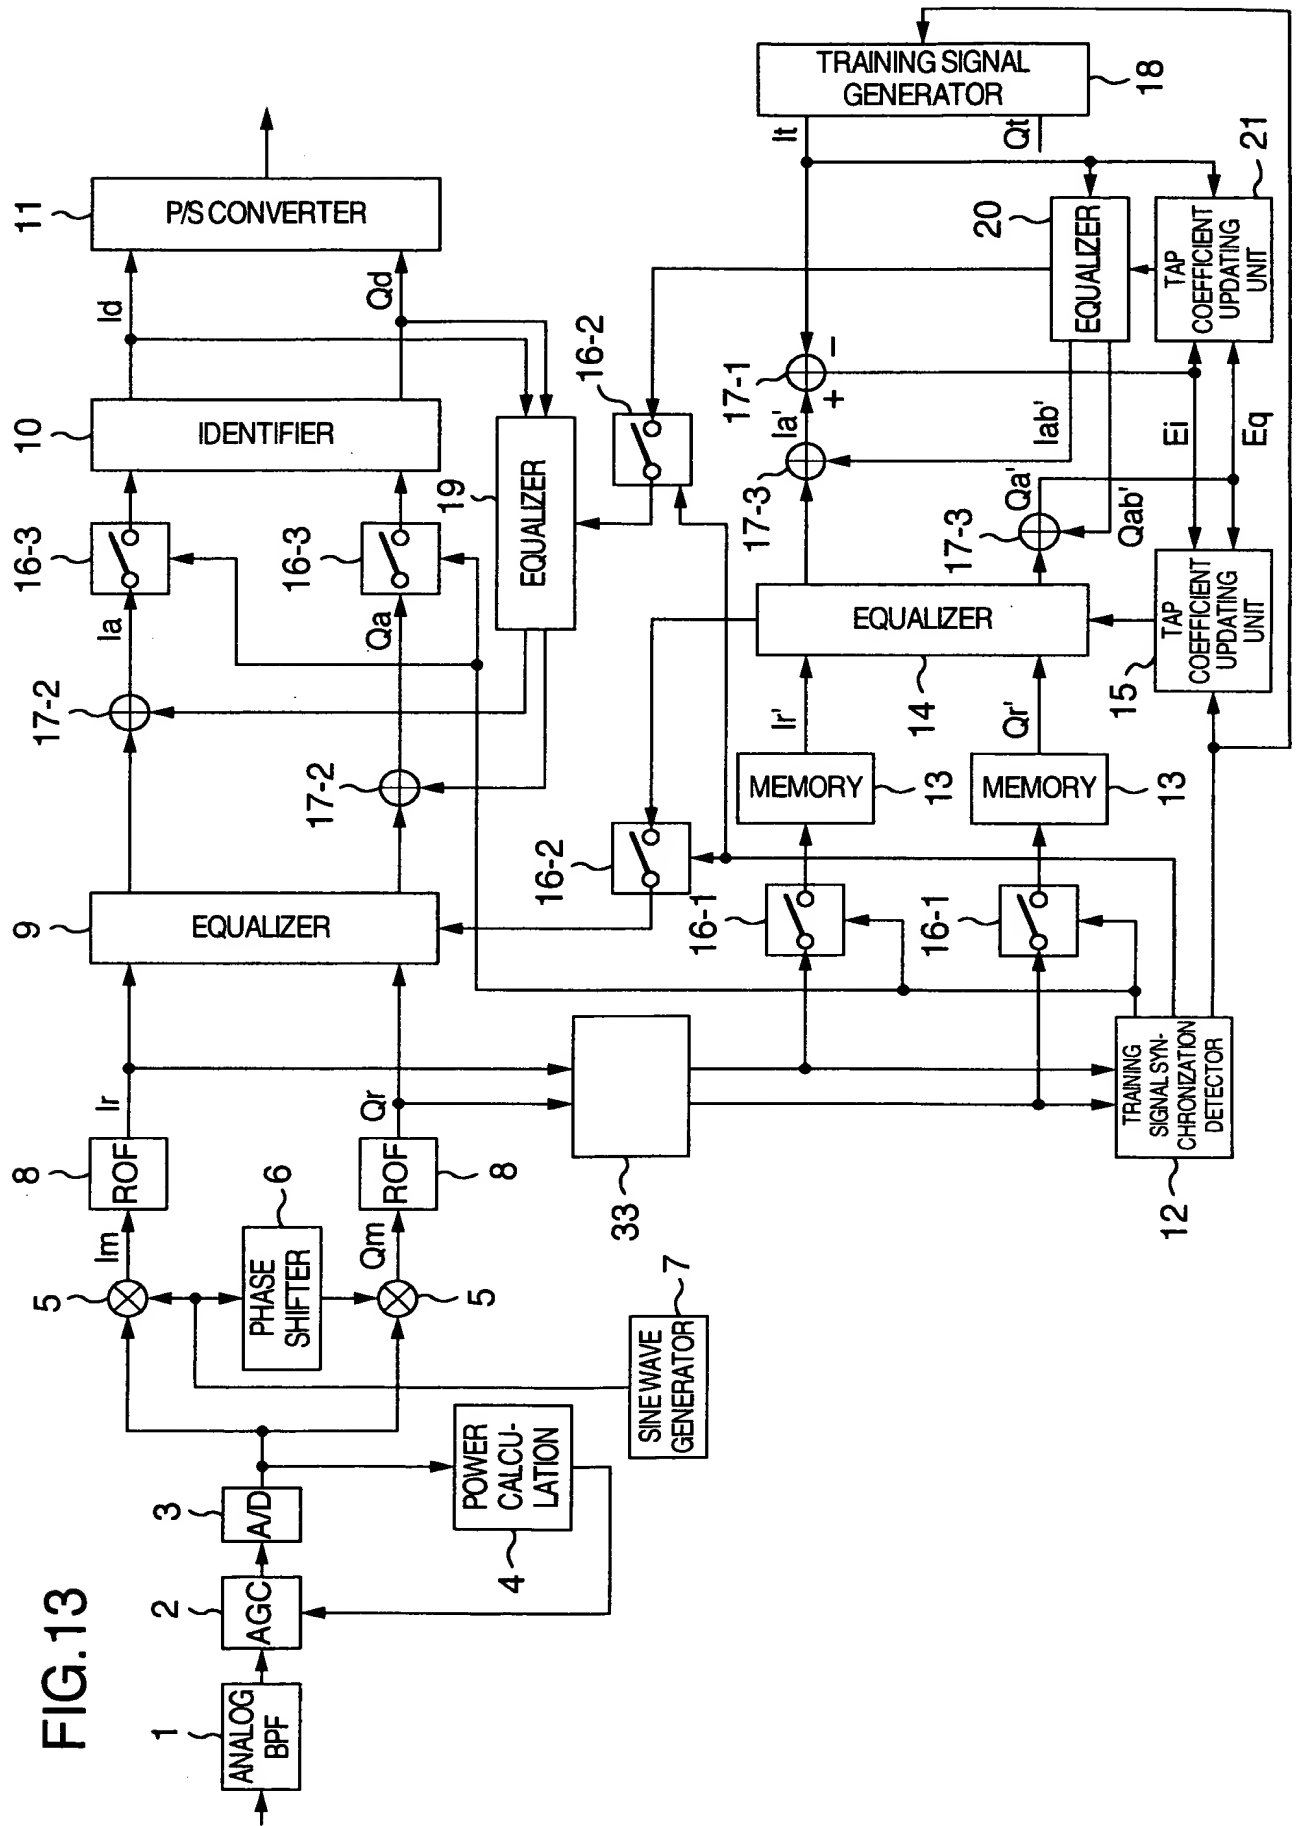 FIG.13
1
ANALOG
BPF
2
AGC
3
A/D
4
POWER
CALCU-
LATION
5
5
6
PHASE
SHIFTER
7
SINE WAVE
GENERATOR
Im
Qm
8
ROF
ROF
8
Ir
Qr
33
9
EQUALIZER
17-2
17-2
Ia
Qa
16-3
16-3
10
IDENTIFIER
19
EQUALIZER
Id
Qd
11
P/S CONVERTER
16-2
16-2
12
TRAINING
SIGNAL SYN-
CHRONIZATION
DETECTOR
16-1
16-1
MEMORY
13
MEMORY
13
Ir'
Qr'
14
EQUALIZER
15
TAP
COEFFICIENT
UPDATING
UNIT
17-3
17-3
Ia'
Qa'
Iab'
Qab'
17-1
+
−
Ei
Eq
20
EQUALIZER
21
TAP
COEFFICIENT
UPDATING
UNIT
It
Qt
TRAINING SIGNAL
GENERATOR
18